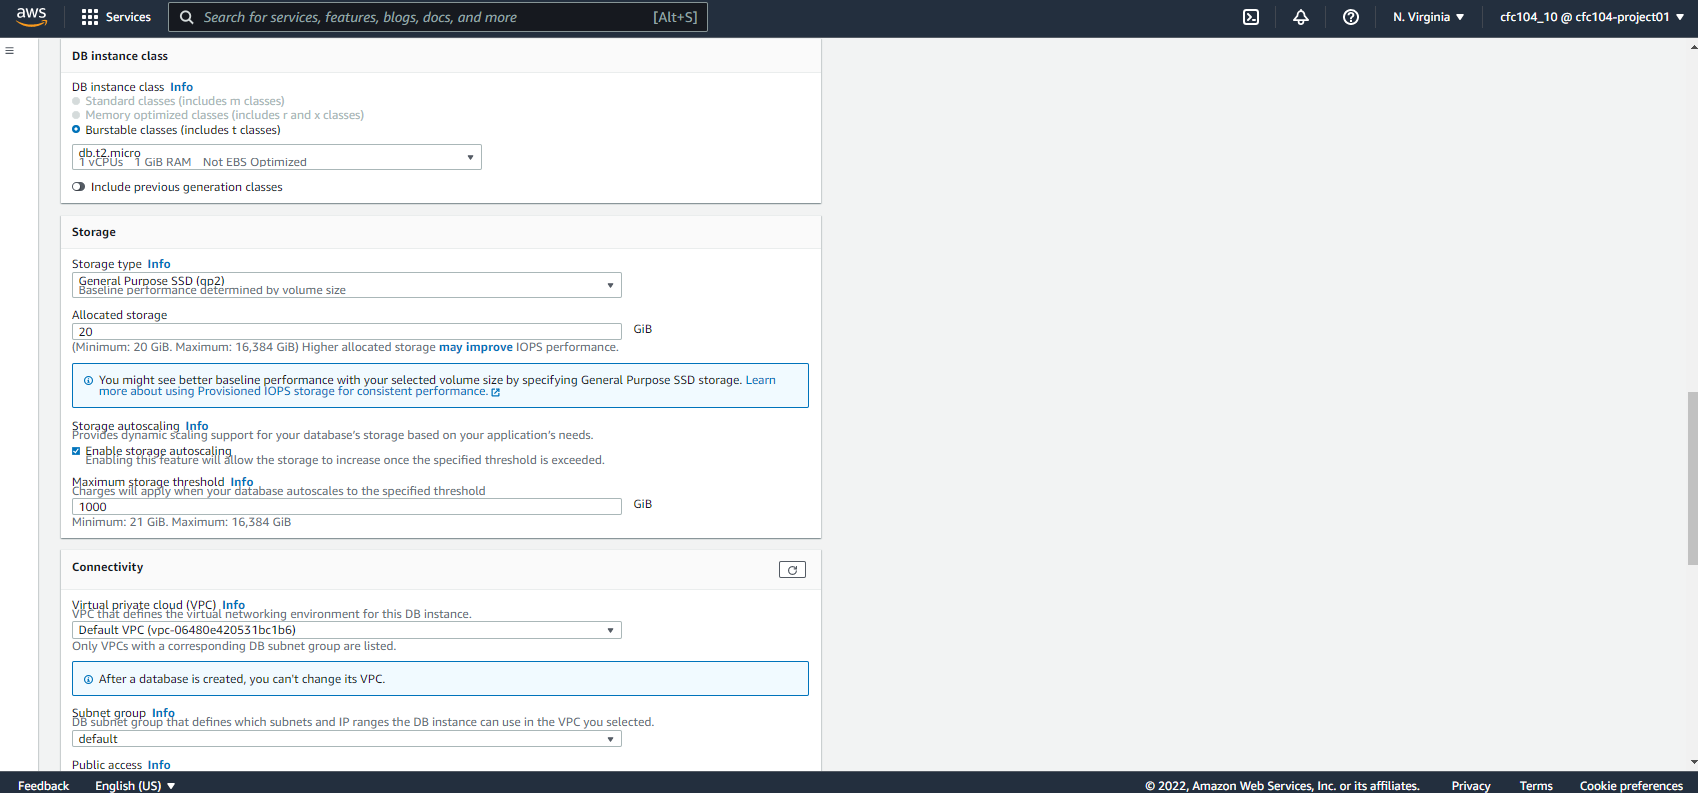 aws
Services
Search for services, features, blogs, docs, and more
[Alt+S]
N. Virginia
cfc104_10 @ cfc104-project01
DB instance class
DB instance class Info
Standard classes (includes m classes)
Memory optimized classes (includes r and x classes)
Burstable classes (includes t classes)
db.t2.micro
1 vCPUs 1 GiB RAM Not EBS Optimized
Include previous generation classes
Storage
Storage type Info
General Purpose SSD (gp2)
Baseline performance determined by volume size
Allocated storage
20
GiB
(Minimum: 20 GiB. Maximum: 16,384 GiB) Higher allocated storage may improve IOPS performance.
You might see better baseline performance with your selected volume size by specifying General Purpose SSD storage. Learn
more about using Provisioned IOPS storage for consistent performance.
Storage autoscaling Info
Provides dynamic scaling support for your database's storage based on your application's needs.
Enable storage autoscaling
Enabling this feature will allow the storage to increase once the specified threshold is exceeded.
Maximum storage threshold Info
Charges will apply when your database autoscales to the specified threshold
1000
GiB
Minimum: 21 GiB. Maximum: 16,384 GiB
Connectivity
Virtual private cloud (VPC) Info
VPC that defines the virtual networking environment for this DB instance.
Default VPC (vpc-06480e420531bc1b6)
Only VPCs with a corresponding DB subnet group are listed.
After a database is created, you can't change its VPC.
Subnet group Info
DB subnet group that defines which subnets and IP ranges the DB instance can use in the VPC you selected.
default
Public access Info
Feedback
English (US)
© 2022, Amazon Web Services, Inc. or its affiliates.
Privacy
Terms
Cookie preferences